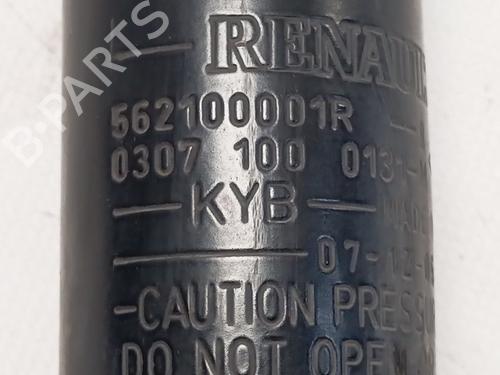 RENAU
562100001R
0307 100 0131-
KYB
07-12-
-CAUTION PRESS
DO NOT OPEN
B-PARTS